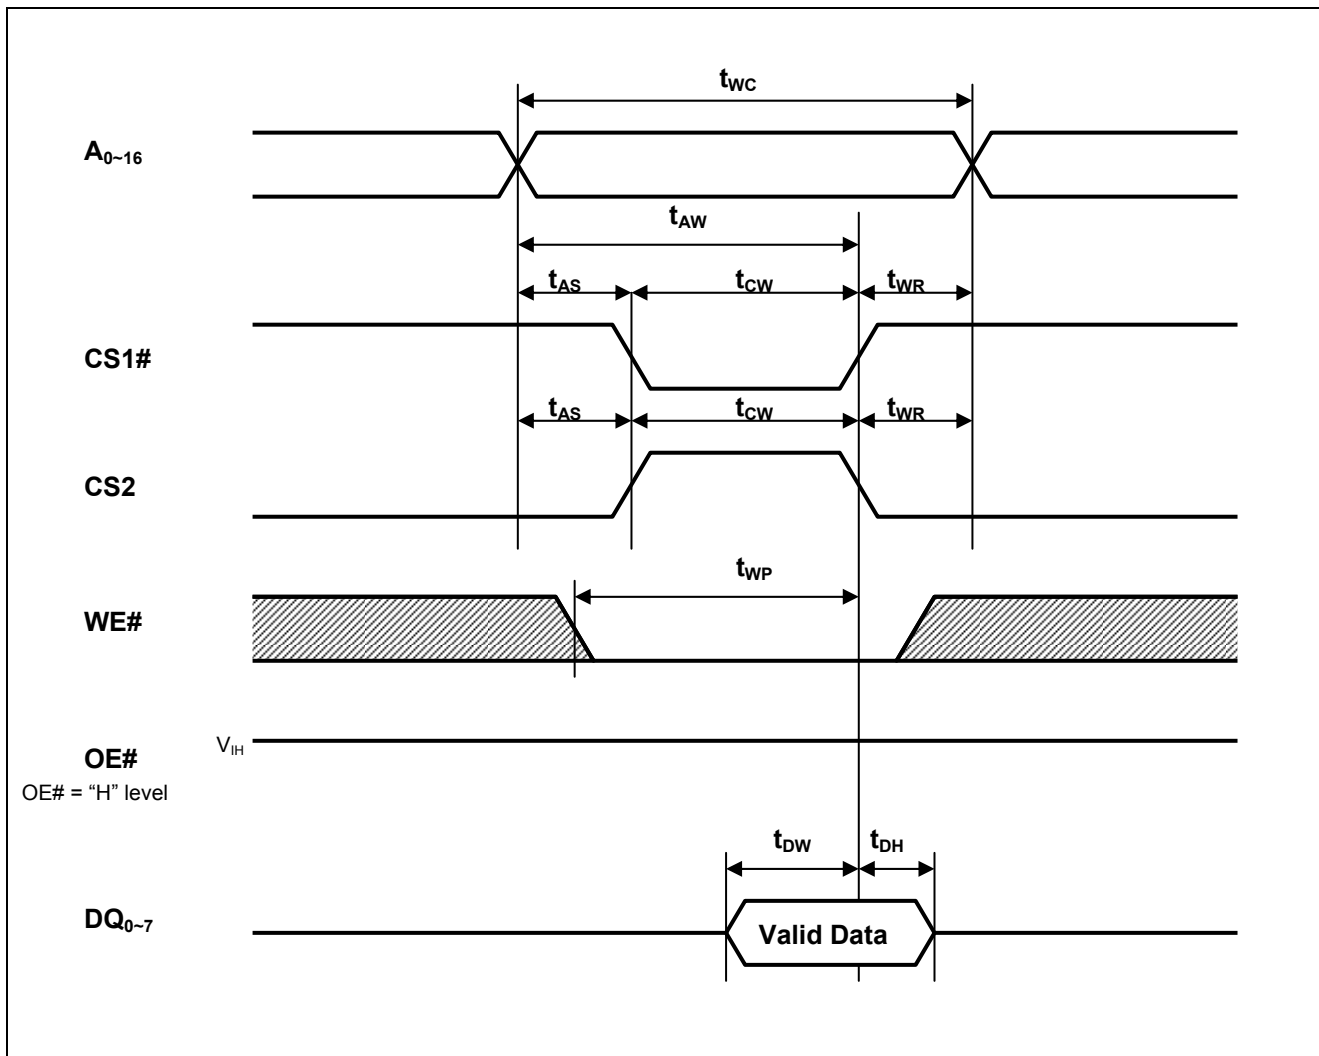 tWC
A0~16
tAW
tAS tCW tWR
CS1#
tAS tCW tWR
CS2
tWP
WE#
VIH
OE#
OE# = “H” level
tDW tDH
DQ0~7
Valid Data